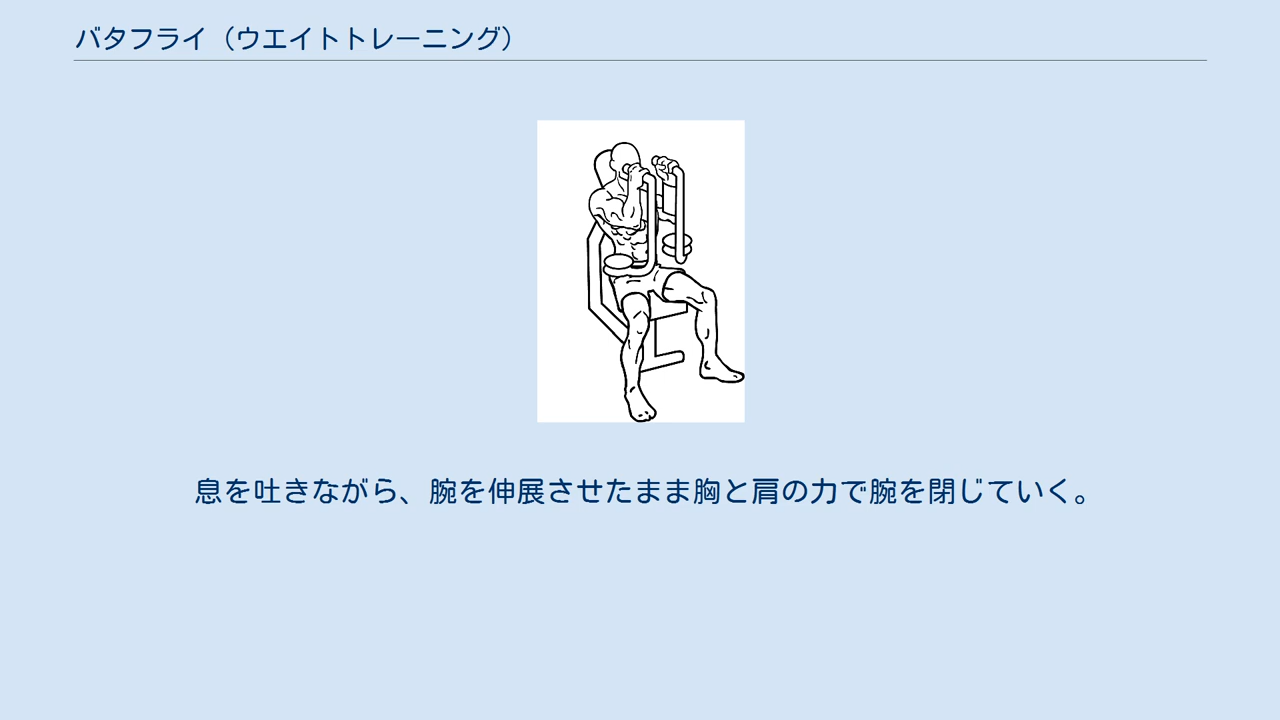 バタフライ（ウエイトトレーニング）
息を吐きながら、腕を伸展させたまま胸と肩の力で腕を閉じていく。